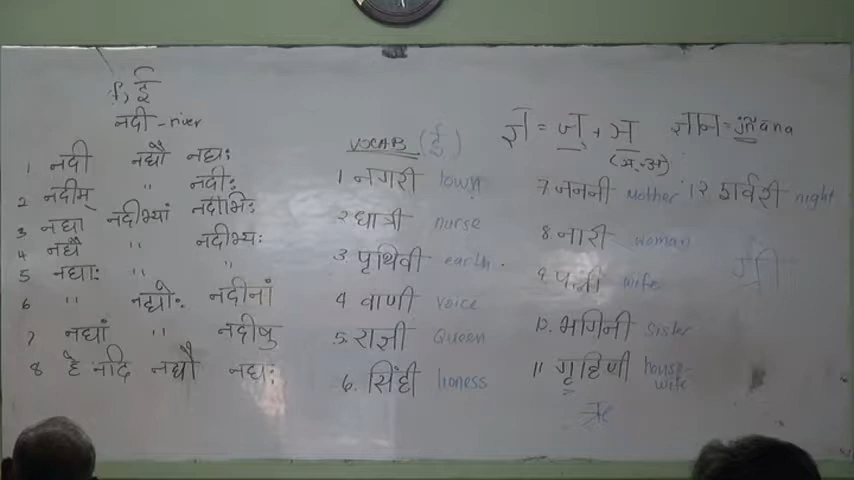 f, ई
नदी - river
1 नदी नद्यौ नद्यः
2 नदीम् " नदीः
3 नद्या नदीभ्यां नदीभिः
4 नद्यै " नदीभ्यः
5 नद्याः " "
6 " नद्योः नदीनां
7 नद्यां " नदीषु
8 हे नदि नद्यौ नद्यः
VOCAB (ई)
1. नगरी town
2. धात्री nurse
3. पृथिवी earth.
4. वाणी voice
5. राज्ञी Queen
6. सिंही lioness
ज्ञान = jñāna
7. जननी Mother
8. नारी woman
9. पत्नी wife
10. भगिनी Sister
11. गृहिणी house-
wife
12 शर्वरी night